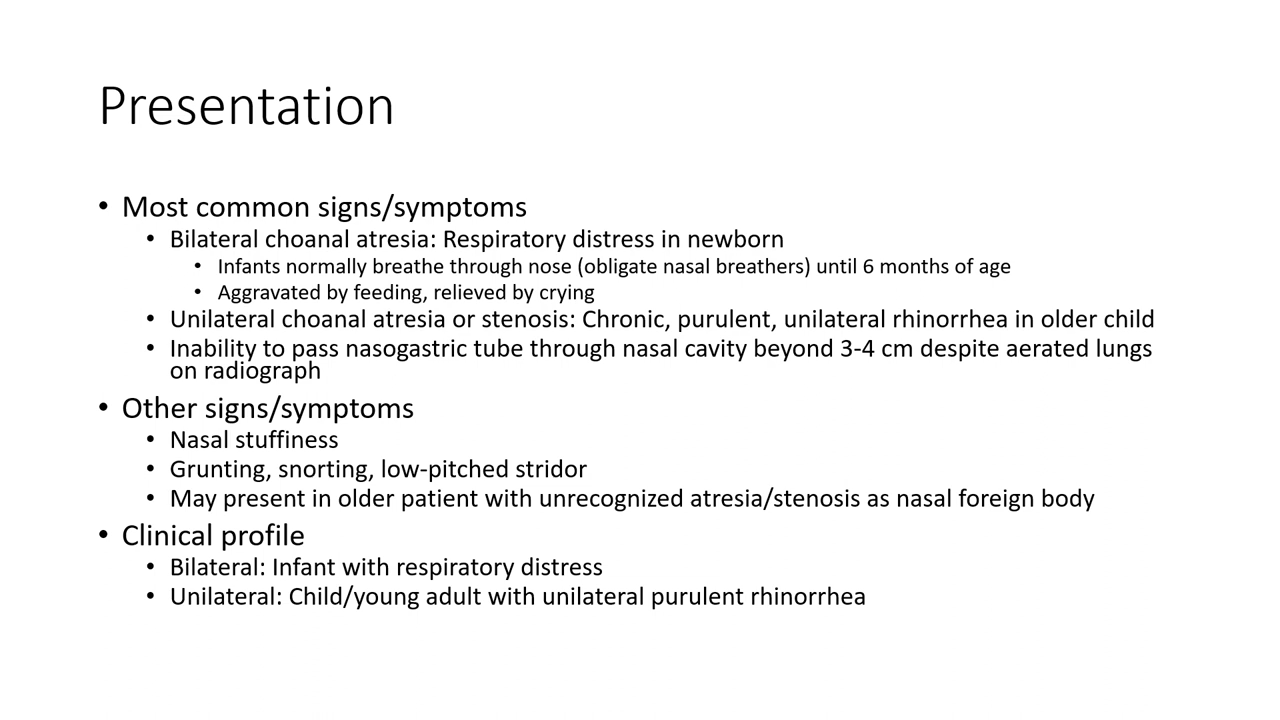 Presentation
• Most common signs/symptoms
• Bilateral choanal atresia: Respiratory distress in newborn
• Infants normally breathe through nose (obligate nasal breathers) until 6 months of age
• Aggravated by feeding, relieved by crying
• Unilateral choanal atresia or stenosis: Chronic, purulent, unilateral rhinorrhea in older child
• Inability to pass nasogastric tube through nasal cavity beyond 3-4 cm despite aerated lungs
on radiograph
• Other signs/symptoms
• Nasal stuffiness
• Grunting, snorting, low-pitched stridor
• May present in older patient with unrecognized atresia/stenosis as nasal foreign body
• Clinical profile
• Bilateral: Infant with respiratory distress
• Unilateral: Child/young adult with unilateral purulent rhinorrhea